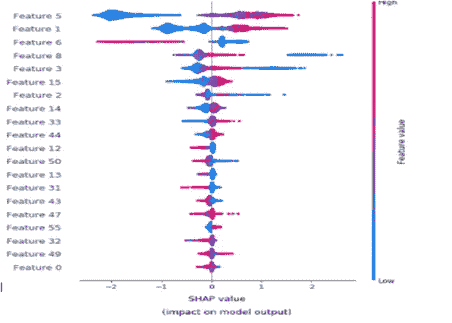 High
Feature 5
Feature 1
Feature 6
Feature 8
Feature 3
Feature 15
Feature 2
Feature 14
Feature 33
Feature 44
Feature 12
Feature 50
Feature 13
Feature 31
Feature 43
Feature 47
Feature 55
Feature 32
Feature 49
Feature 0
Feature value
Low
−2 −1 0 1 2
SHAP value
(impact on model output)